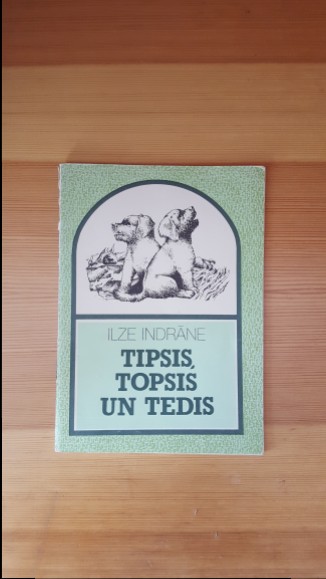 ILZE INDRĀNE
TIPSIS,
TOPSIS
UN TEDIS